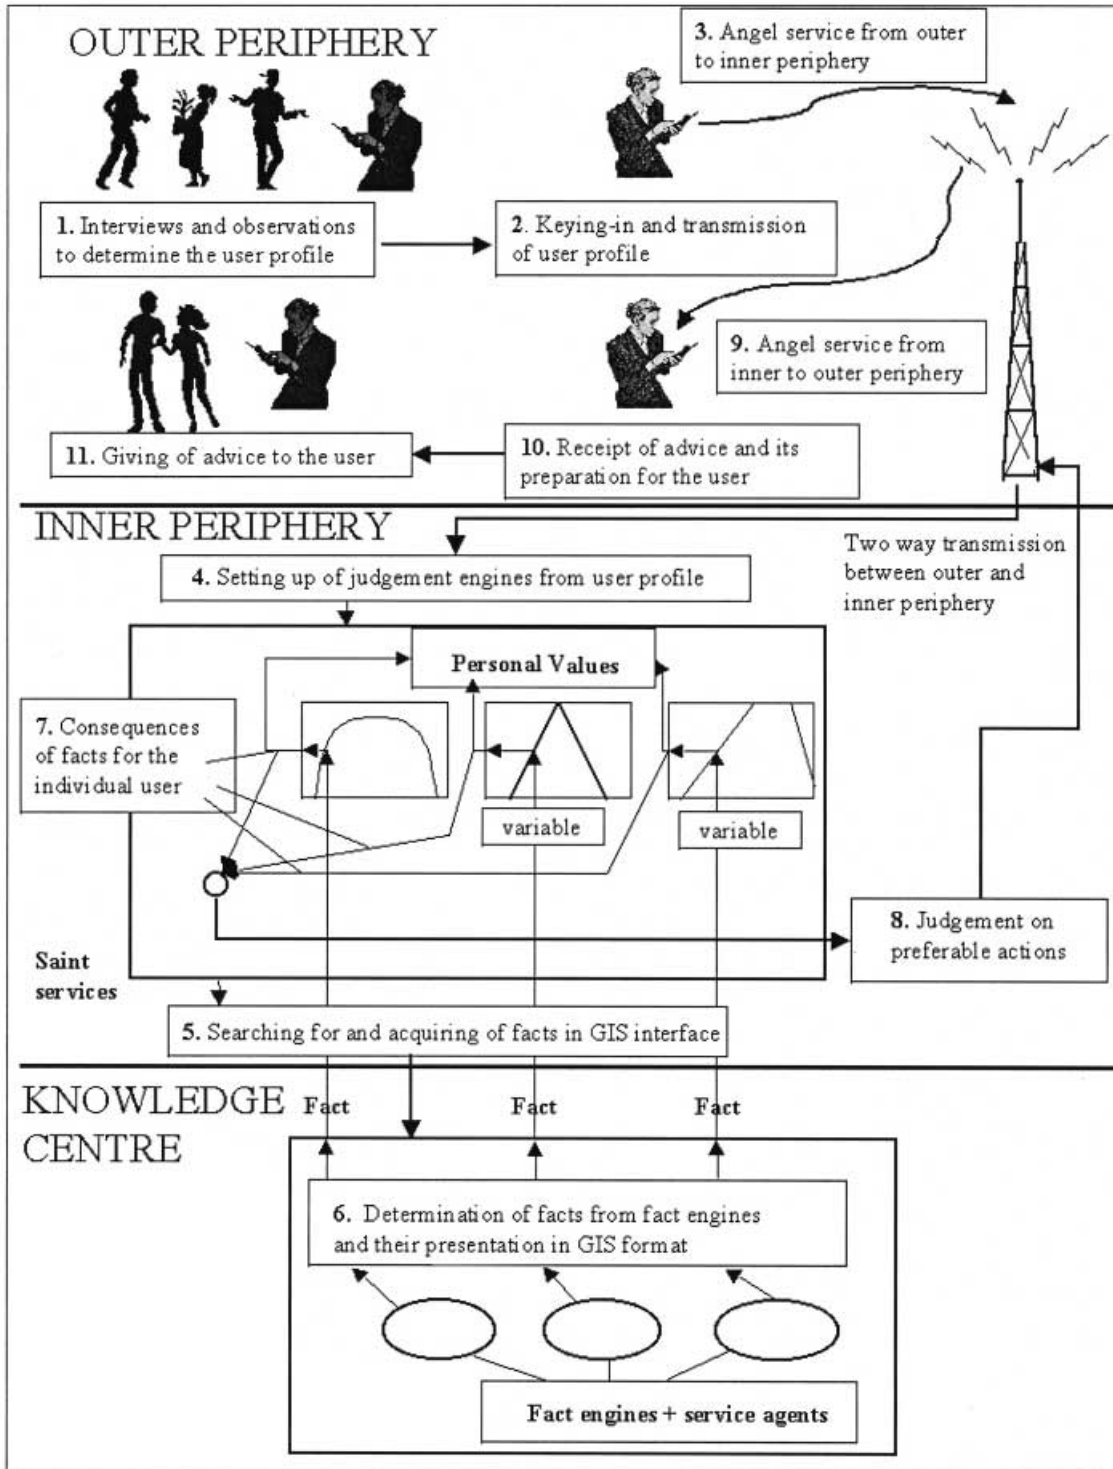 OUTER PERIPHERY
3. Angel service from outer
to inner periphery
1. Interviews and observations
to determine the user profile
2. Keying-in and transmission
of user profile
9. Angel service from
inner to outer periphery
11. Giving of advice to the user
10. Receipt of advice and its
preparation for the user
INNER PERIPHERY
Two way transmission
between outer and
inner periphery
4. Setting up of judgement engines from user profile
Personal Values
7. Consequences
of facts for the
individual user
variable
variable
8. Judgement on
preferable actions
Saint
services
5. Searching for and acquiring of facts in GIS interface
KNOWLEDGE
CENTRE
Fact
Fact
Fact
6. Determination of facts from fact engines
and their presentation in GIS format
Fact engines + service agents